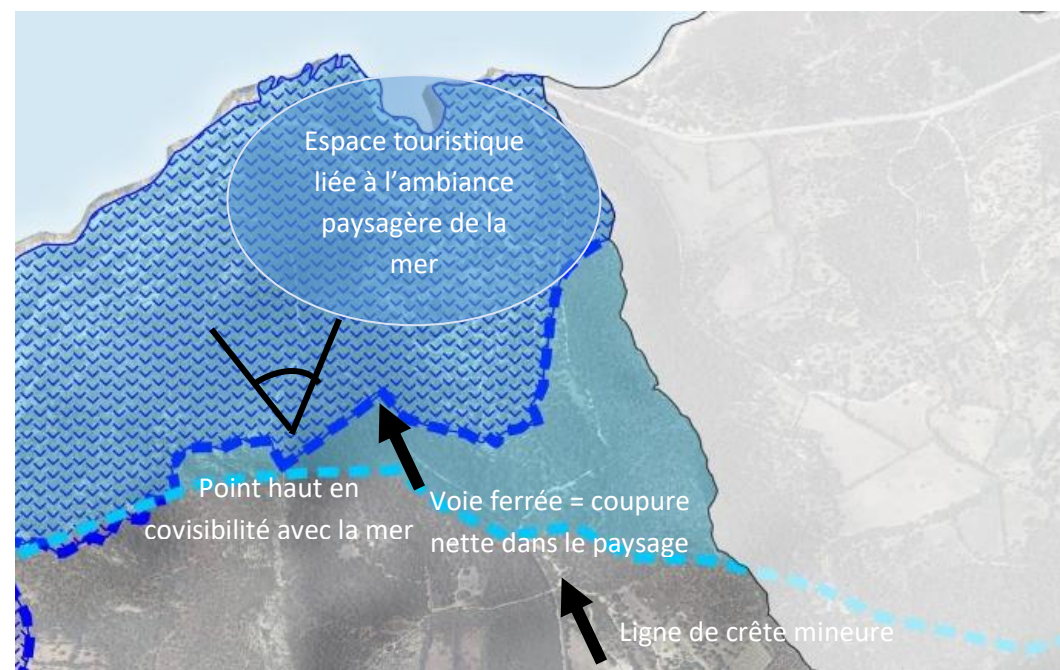 Espace touristique
liée à l’ambiance
paysagère de la
mer
Point haut en
covisibilité avec la mer
Voie ferrée = coupure
nette dans le paysage
Ligne de crête mineure